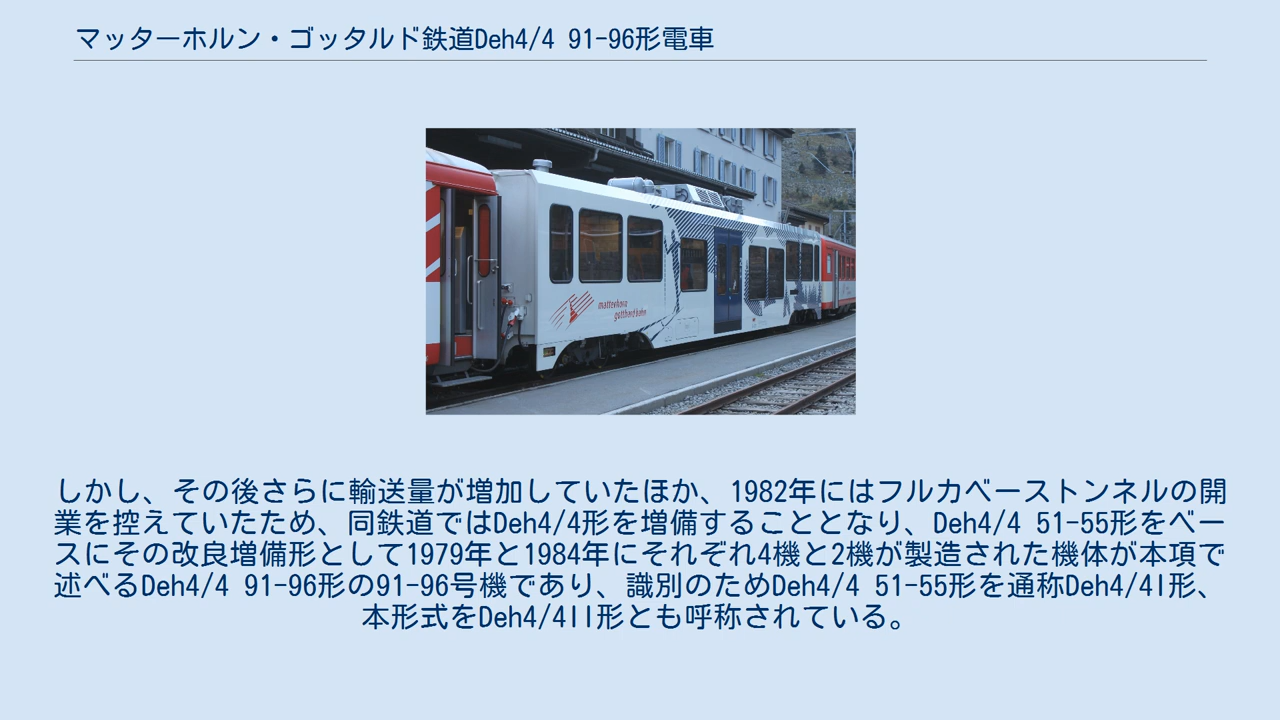 マッターホルン・ゴッタルド鉄道Deh4/4 91-96形電車
matterhorn
gotthard bahn
しかし、その後さらに輸送量が増加していたほか、1982年にはフルカベーストンネルの開
業を控えていたため、同鉄道ではDeh4/4形を増備することとなり、Deh4/4 51-55形をベー
スにその改良増備形として1979年と1984年にそれぞれ4機と2機が製造された機体が本項で
述べるDeh4/4 91-96形の91-96号機であり、識別のためDeh4/4 51-55形を通称Deh4/4I形、
本形式をDeh4/4II形とも呼称されている。